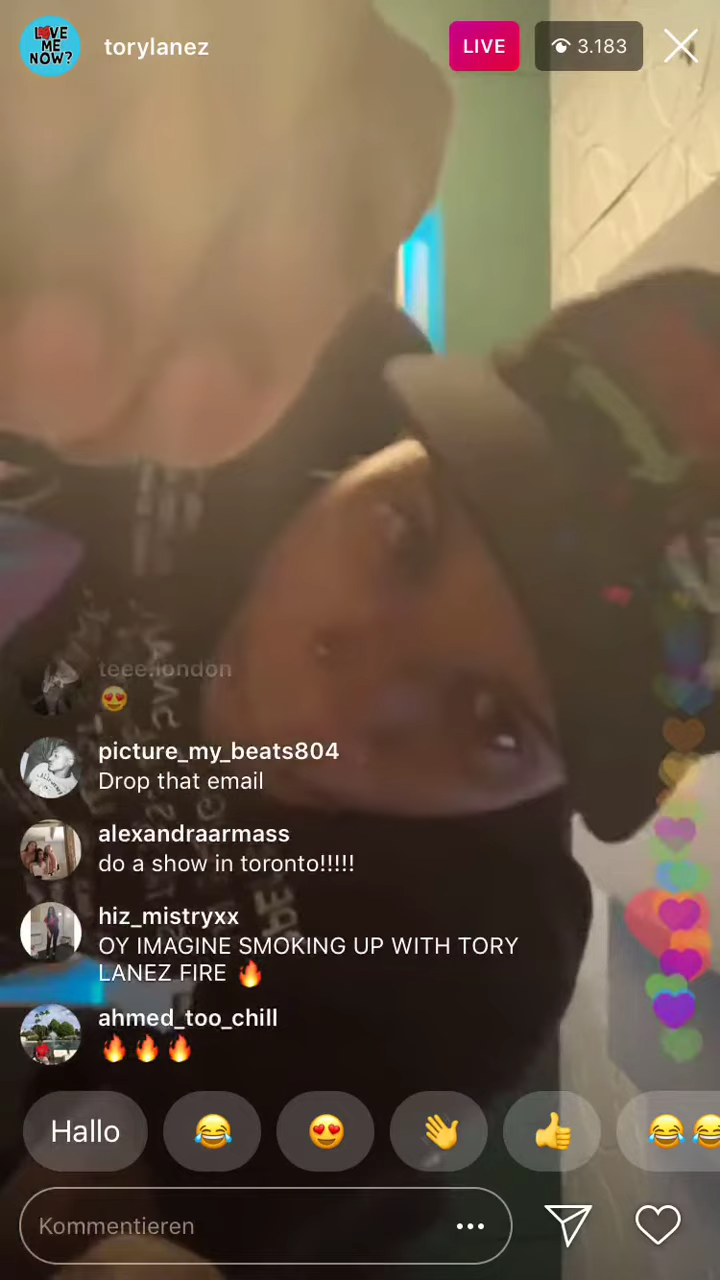 LOVE
ME
NOW?
torylanez
LIVE
3.183
teee.london
😍
picture_my_beats804
Drop that email
alexandraarmass
do a show in toronto!!!!!
hiz_mistryxx
OY IMAGINE SMOKING UP WITH TORY
LANEZ FIRE 🔥
ahmed_too_chill
🔥🔥🔥
Hallo 😂 😍 👋 👍 😂😂
Kommentieren